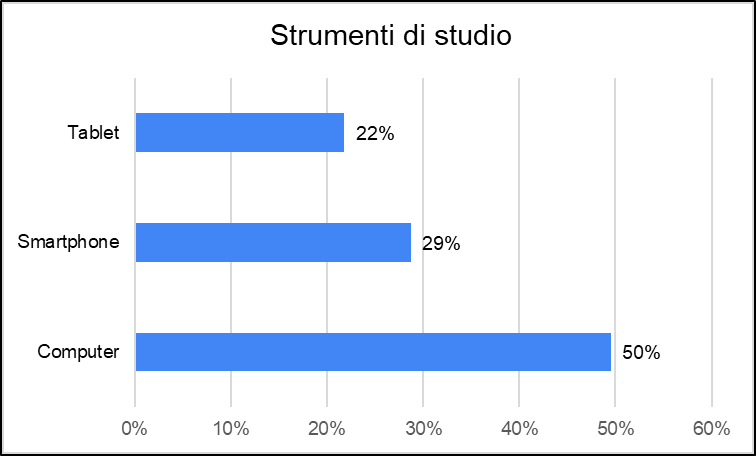 Strumenti di studio
Tablet 22%
Smartphone 29%
Computer 50%
0% 10% 20% 30% 40% 50% 60%